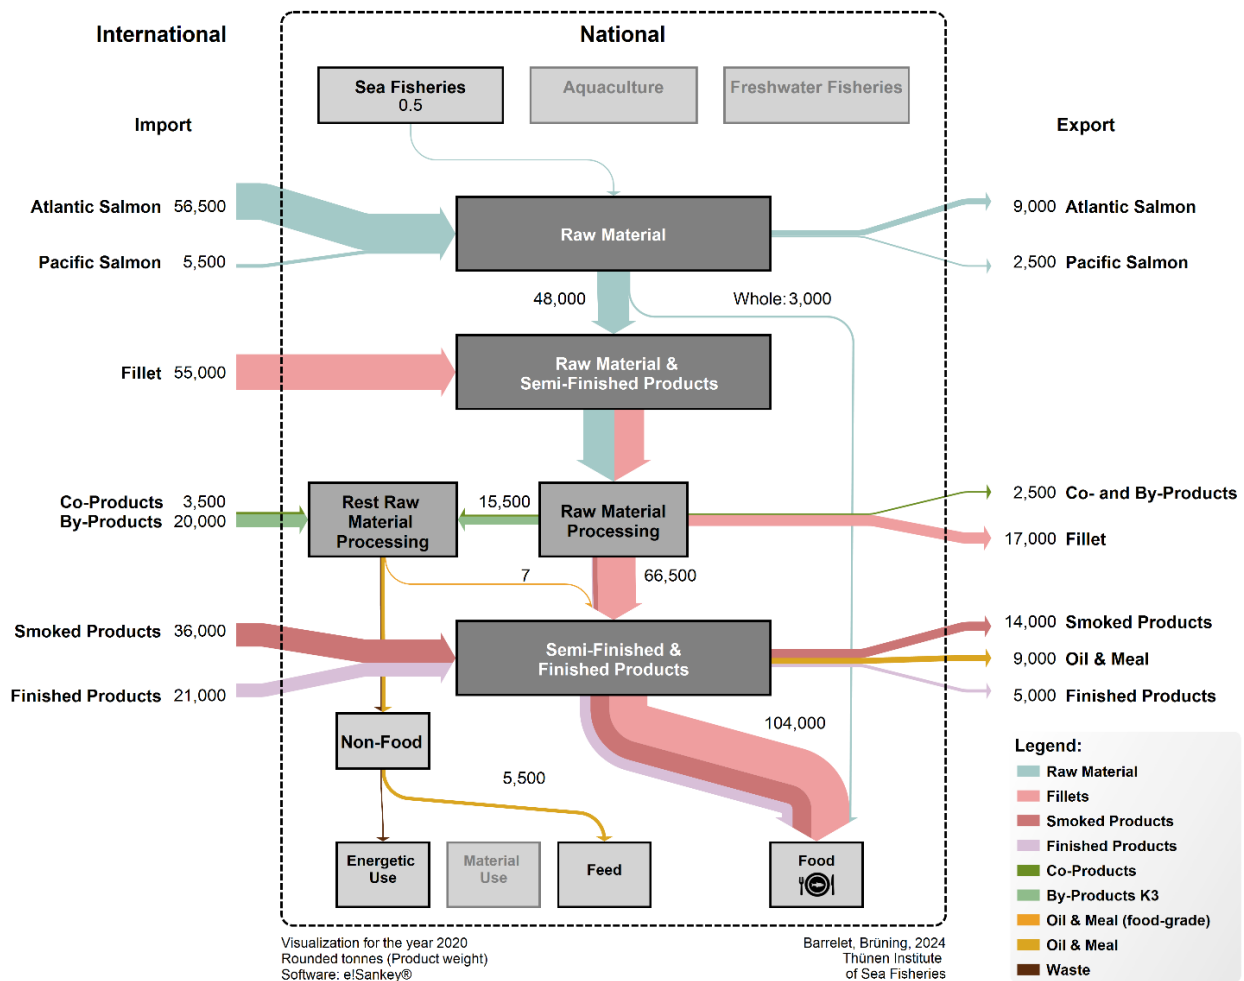 International
National
Sea Fisheries
0.5
Aquaculture
Freshwater Fisheries
Import
Export
Atlantic Salmon 56,500
Raw Material
9,000 Atlantic Salmon
Pacific Salmon 5,500
2,500 Pacific Salmon
48,000
Whole: 3,000
Fillet 55,000
Raw Material &
Semi-Finished Products
Co-Products 3,500
By-Products 20,000
Rest Raw
Material
Processing
15,500
Raw Material
Processing
2,500 Co- and By-Products
17,000 Fillet
7
66,500
Smoked Products 36,000
Finished Products 21,000
Semi-Finished &
Finished Products
14,000 Smoked Products
9,000 Oil & Meal
5,000 Finished Products
104,000
Non-Food
5,500
Energetic
Use
Material
Use
Feed
Food
Legend:
Raw Material
Fillets
Smoked Products
Finished Products
Co-Products
By-Products K3
Oil & Meal (food-grade)
Oil & Meal
Waste
Visualization for the year 2020
Rounded tonnes (Product weight)
Software: e!Sankey®
Barrelet, Brüning, 2024
Thünen Institute
of Sea Fisheries